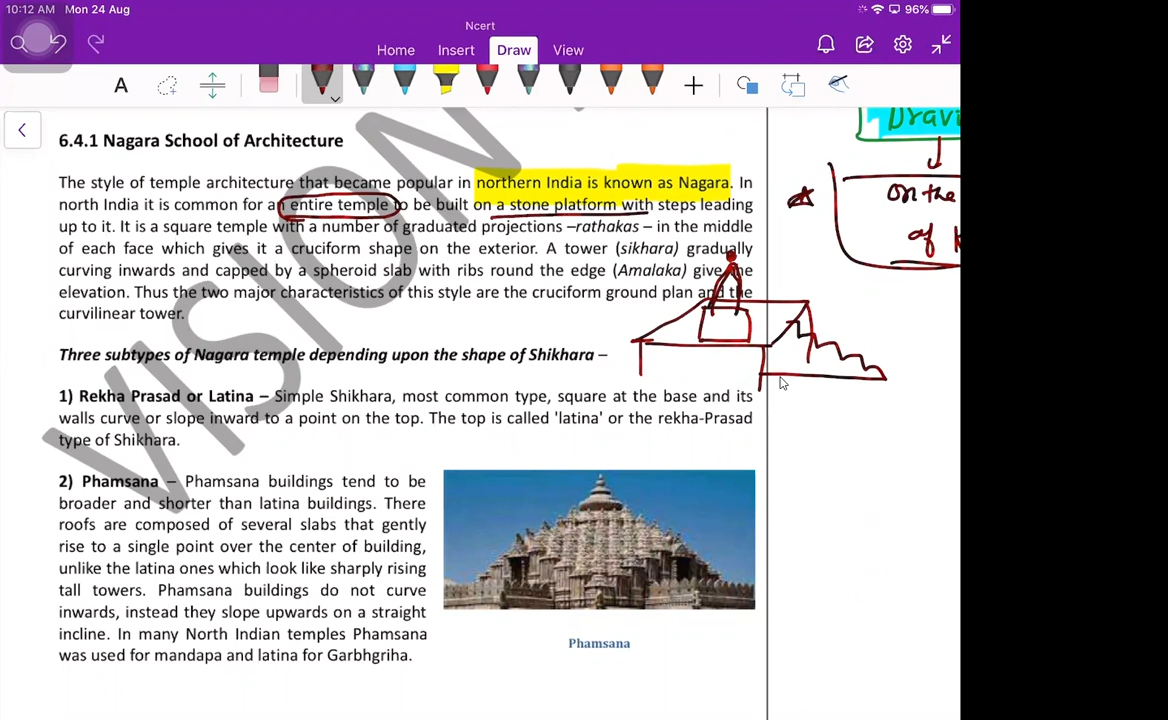 10:12 AM Mon 24 Aug
96%
Ncert
Home Insert Draw View
A
6.4.1 Nagara School of Architecture
The style of temple architecture that became popular in northern India is known as Nagara. In
north India it is common for an entire temple to be built on a stone platform with steps leading
up to it. It is a square temple with a number of graduated projections –rathakas – in the middle
of each face which gives it a cruciform shape on the exterior. A tower (sikhara) gradually
curving inwards and capped by a spheroid slab with ribs round the edge (Amalaka) give the
elevation. Thus the two major characteristics of this style are the cruciform ground plan and the
curvilinear tower.
Three subtypes of Nagara temple depending upon the shape of Shikhara –
1) Rekha Prasad or Latina – Simple Shikhara, most common type, square at the base and its
walls curve or slope inward to a point on the top. The top is called 'latina' or the rekha-Prasad
type of Shikhara.
2) Phamsana – Phamsana buildings tend to be
broader and shorter than latina buildings. There
roofs are composed of several slabs that gently
rise to a single point over the center of building,
unlike the latina ones which look like sharply rising
tall towers. Phamsana buildings do not curve
inwards, instead they slope upwards on a straight
incline. In many North Indian temples Phamsana
was used for mandapa and latina for Garbhgriha.
Phamsana
VISION
Drav
on the
of